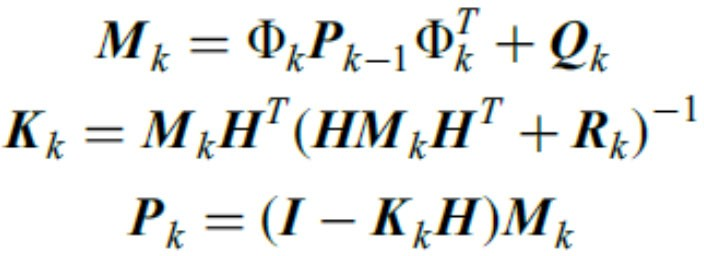 M_k = Φ_k P_{k−1} Φ_k^T + Q_k
K_k = M_k H^T (H M_k H^T + R_k)^{−1}
P_k = (I − K_k H) M_k